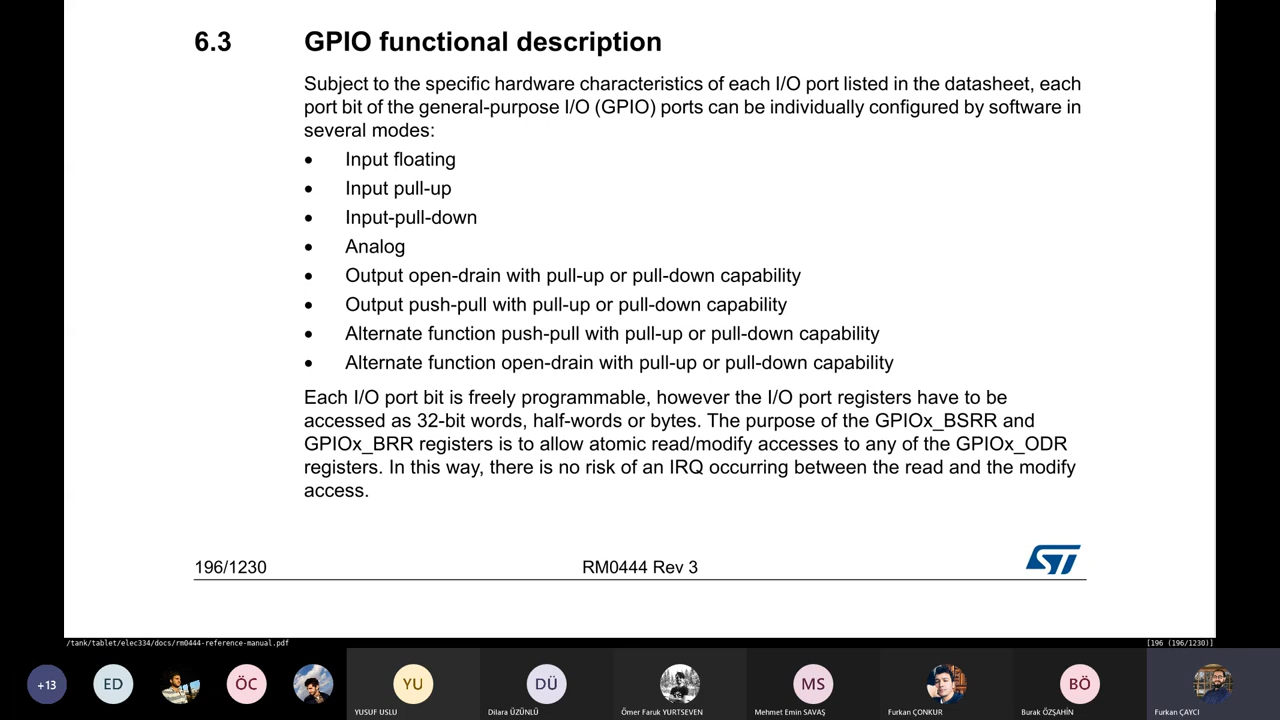 6.3 GPIO functional description
Subject to the specific hardware characteristics of each I/O port listed in the datasheet, each
port bit of the general-purpose I/O (GPIO) ports can be individually configured by software in
several modes:
• Input floating
• Input pull-up
• Input-pull-down
• Analog
• Output open-drain with pull-up or pull-down capability
• Output push-pull with pull-up or pull-down capability
• Alternate function push-pull with pull-up or pull-down capability
• Alternate function open-drain with pull-up or pull-down capability
Each I/O port bit is freely programmable, however the I/O port registers have to be
accessed as 32-bit words, half-words or bytes. The purpose of the GPIOx_BSRR and
GPIOx_BRR registers is to allow atomic read/modify accesses to any of the GPIOx_ODR
registers. In this way, there is no risk of an IRQ occurring between the read and the modify
access.
196/1230 RM0444 Rev 3 ST
/tank/tablet/elec334/docs/rm0444-reference-manual.pdf [196 (196/1230)]
+13 ED ÖC YU DÜ MS BÖ
YUSUF USLU Dilara ÜZÜNLÜ Ömer Faruk YURTSEVEN Mehmet Emin SAVAŞ Furkan ÇONKUR Burak ÖZŞAHİN Furkan ÇAYCI